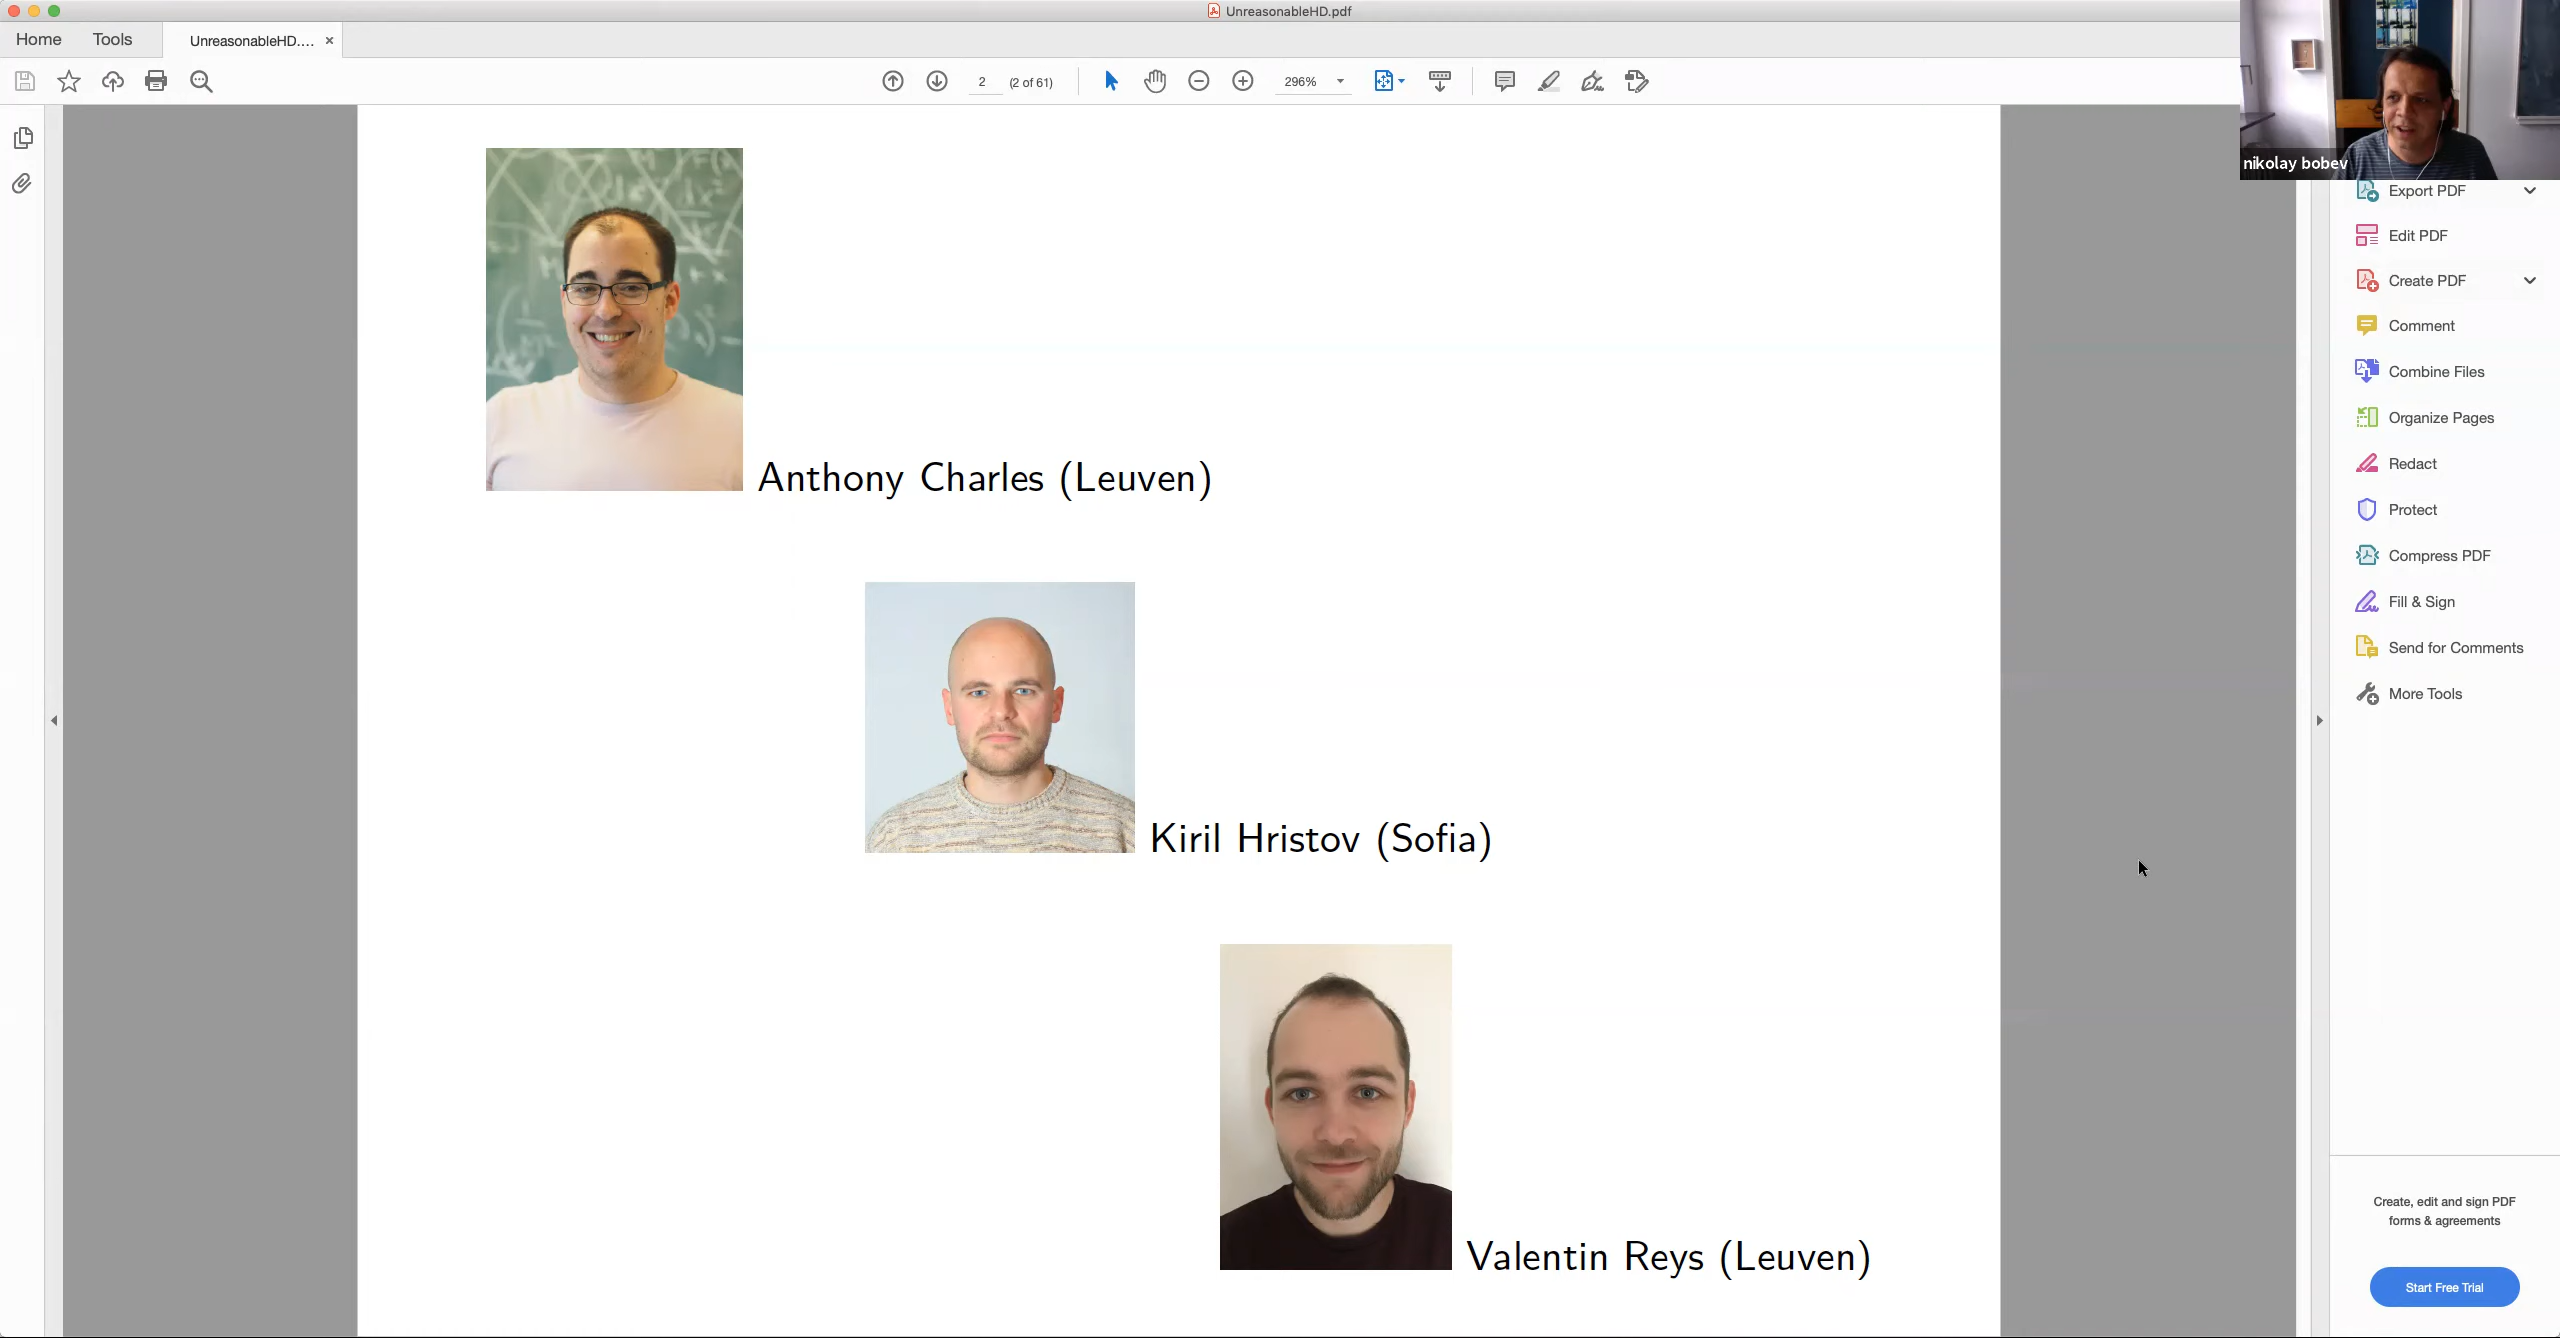 UnreasonableHD.pdf
Home
Tools
UnreasonableHD.... ×
2
(2 of 61)
296%
nikolay bobev
Export PDF
Edit PDF
Create PDF
Comment
Combine Files
Organize Pages
Redact
Protect
Compress PDF
Fill & Sign
Send for Comments
More Tools
Anthony Charles (Leuven)
Kiril Hristov (Sofia)
Valentin Reys (Leuven)
Create, edit and sign PDF
forms & agreements
Start Free Trial